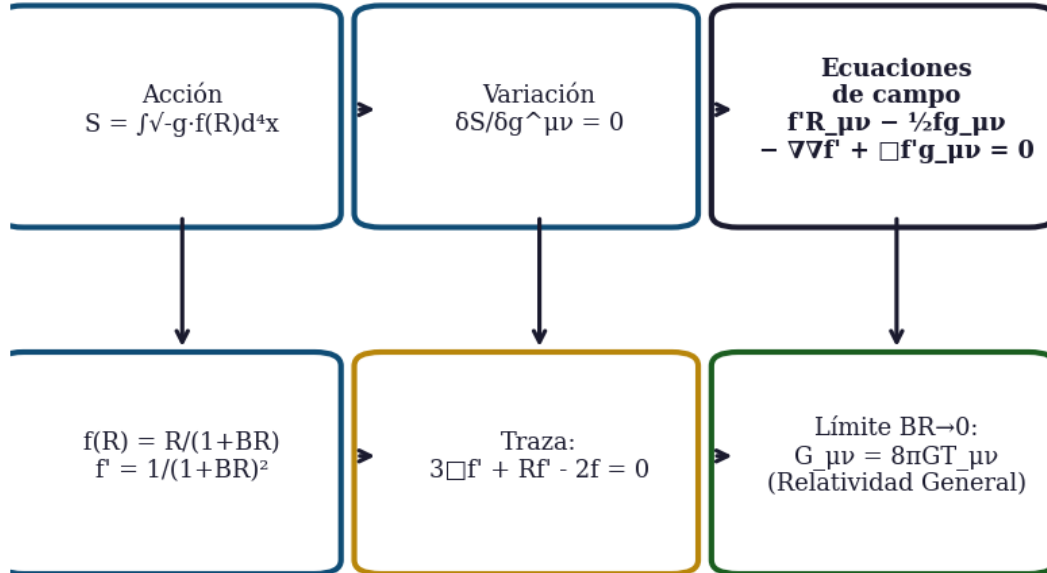 Acción
S = ∫√-g·f(R)d⁴x
Variación
δS/δg^μν = 0
Ecuaciones
de campo
f'R_μν − ½fg_μν
− ∇∇f' + □f'g_μν = 0
f(R) = R/(1+BR)
f' = 1/(1+BR)²
Traza:
3□f' + Rf' - 2f = 0
Límite BR→0:
G_μν = 8πGT_μν
(Relatividad General)